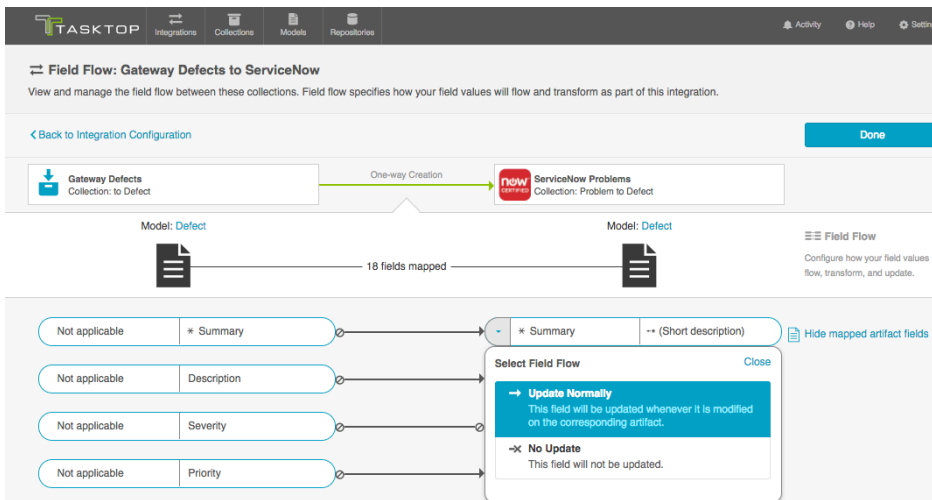 TASKTOP
Integrations
Collections
Models
Repositories
Activity
Help
Field Flow: Gateway Defects to ServiceNow
View and manage the field flow between these collections. Field flow specifies how your field values will flow and transform as part of this integration.
Back to Integration Configuration
Done
Gateway Defects
Collection: to Defect
One-way Creation
now
CERTIFIED
ServiceNow Problems
Collection: Problem to Defect
Model: Defect
Model: Defect
18 fields mapped
Field Flow
Configure how your field values
flow, transform, and update.
Not applicable
* Summary
* Summary
(Short description)
Hide mapped artifact fields
Select Field Flow
Close
Not applicable
Description
Update Normally
This field will be updated whenever it is modified
on the corresponding artifact.
Not applicable
Severity
No Update
This field will not be updated.
Not applicable
Priority